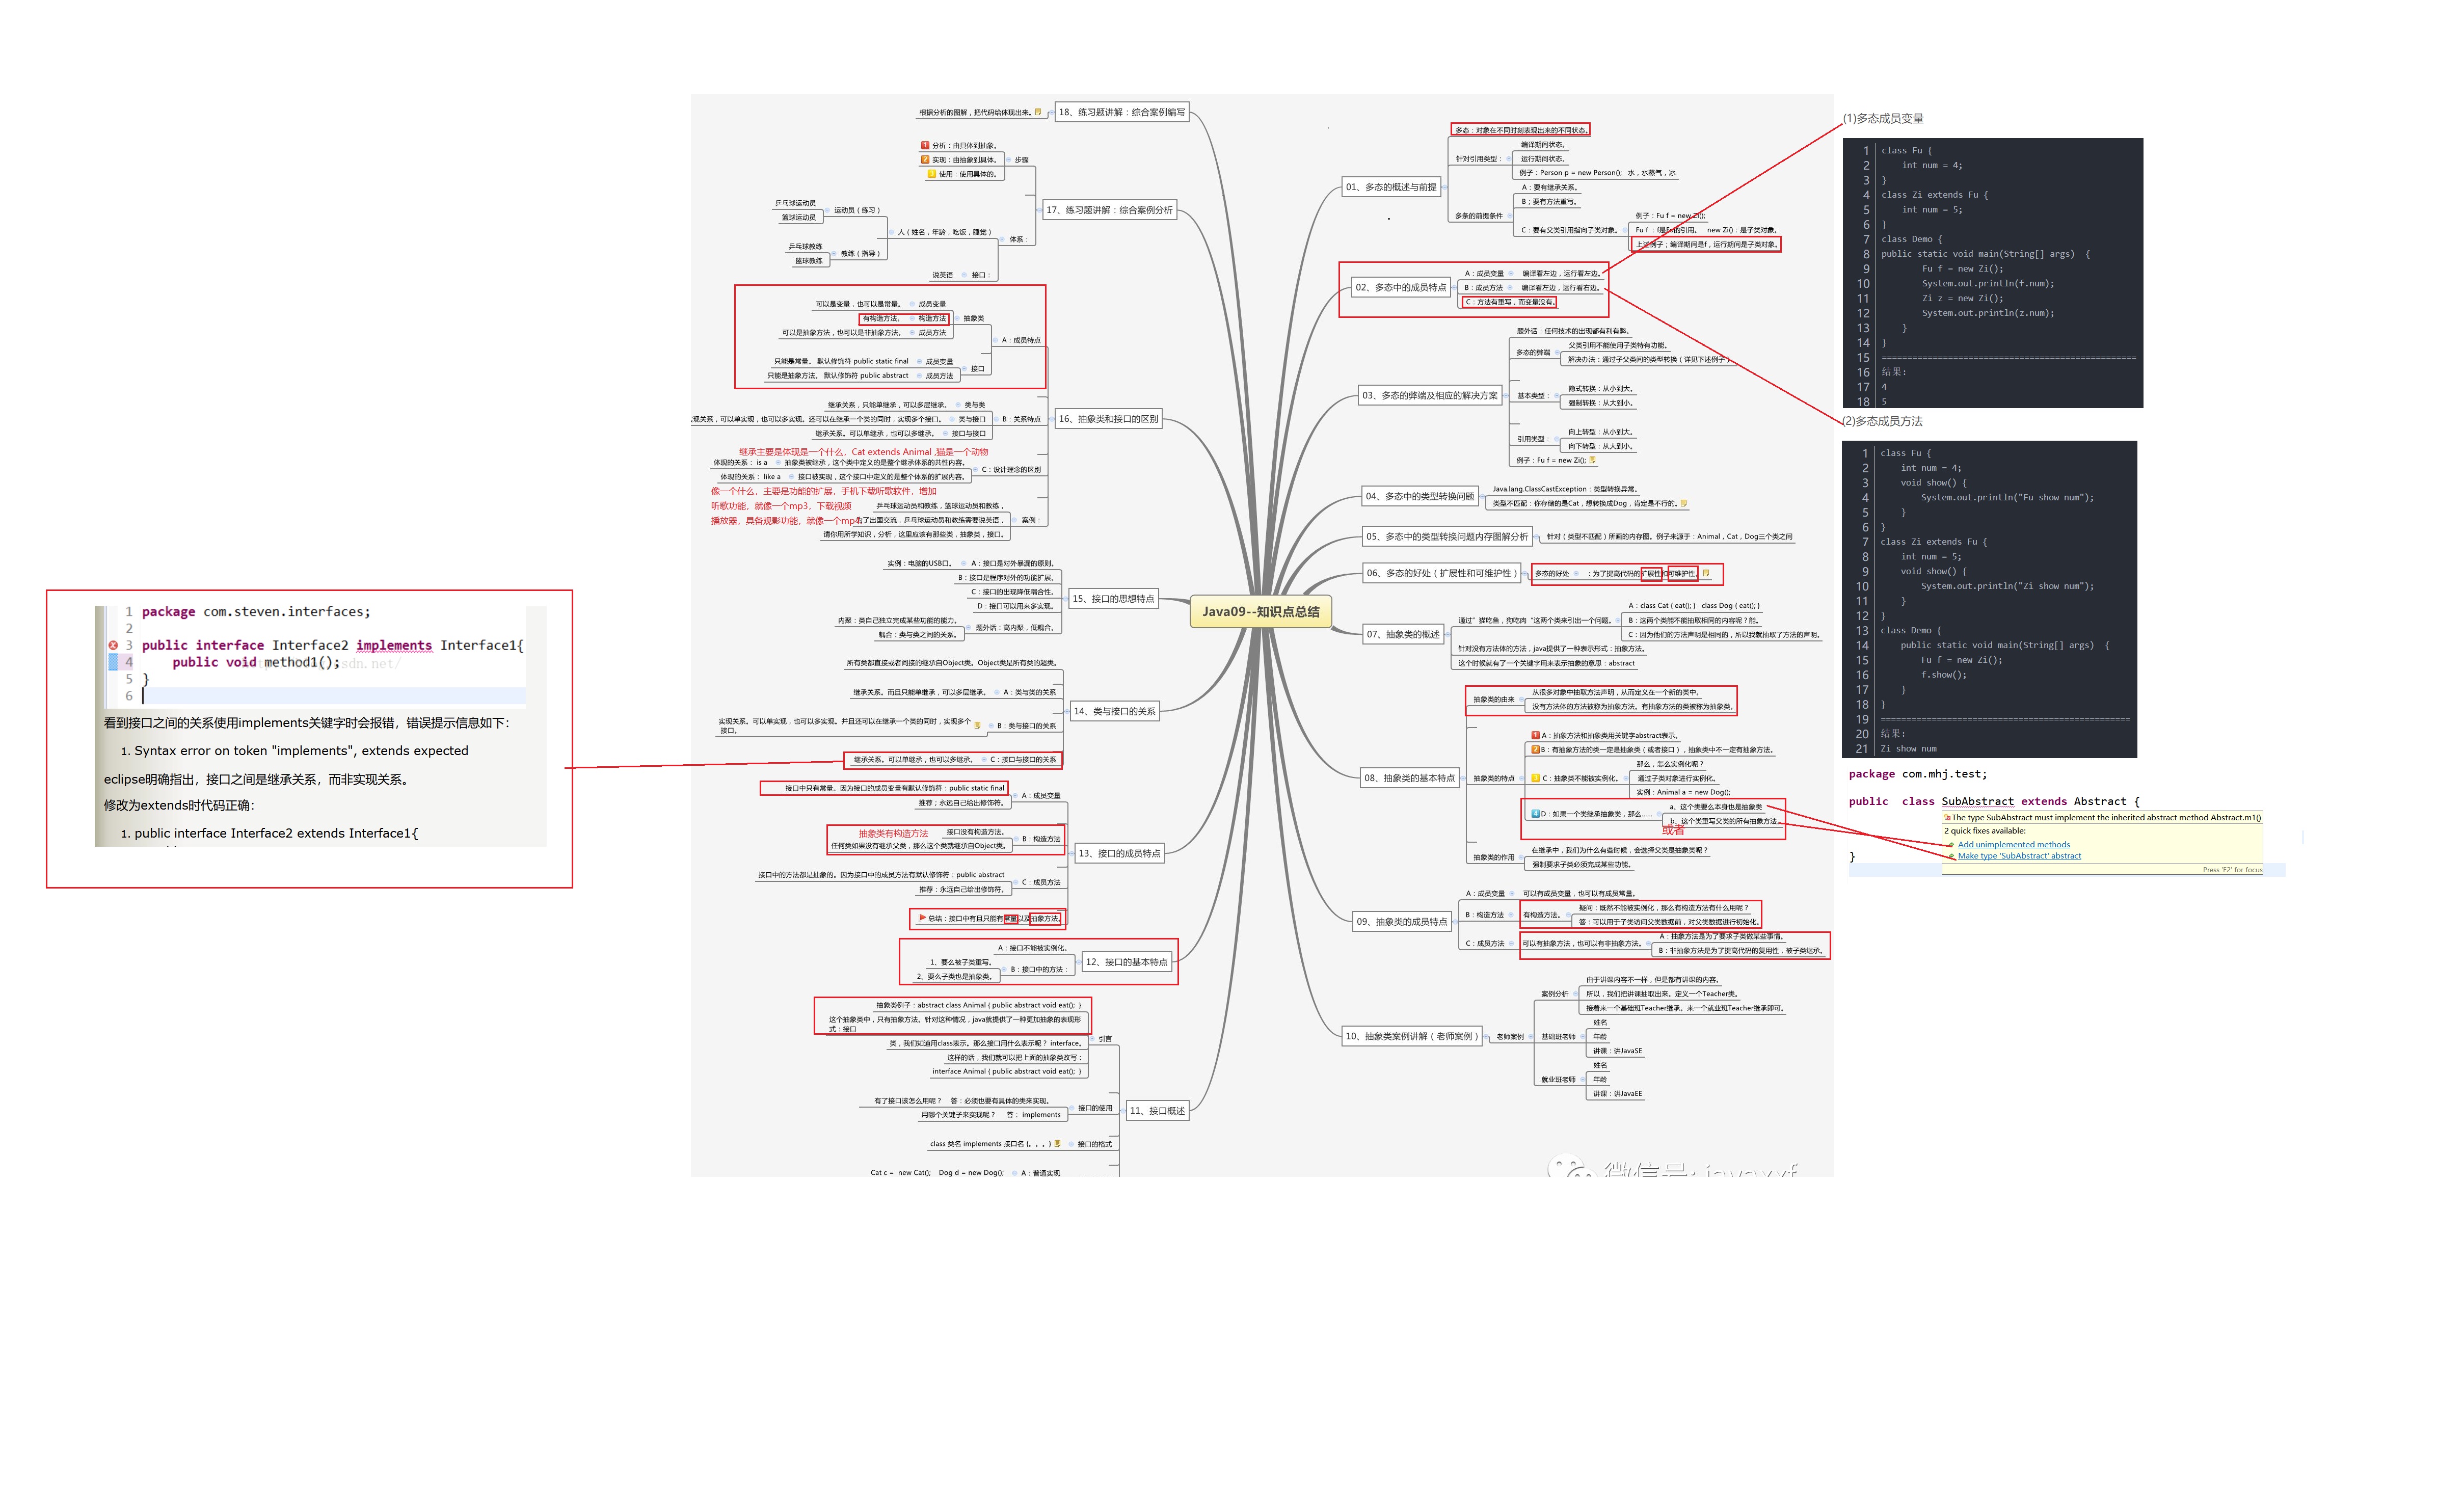 Java09--知识点总结
01、多态的概述与前提
多态：对象在不同时刻表现出来的不同状态。
针对引用类型：
编译期间状态。
运行期间状态。
例子：Person p = new Person(); 水，水蒸气，冰
多条的前提条件
A：要有继承关系。
B；要有方法重写。
C：要有父类引用指向子类对象。
例子：Fu f = new Zi();
Fu f ：f是Fu的引用。 new Zi()：是子类对象。
上述例子；编译期间是f，运行期间是子类对象。
02、多态中的成员特点
A：成员变量 编译看左边，运行看左边。
B：成员方法 编译看左边，运行看右边。
C：方法有重写，而变量没有。
03、多态的弊端及相应的解决方案
题外话：任何技术的出现都有利有弊。
多态的弊端
父类引用不能使用子类特有功能。
解决办法：通过子父类间的类型转换（详见下述例子）
基本类型：
隐式转换：从小到大。
强制转换：从大到小。
引用类型：
向上转型：从小到大。
向下转型：从大到小。
例子：Fu f = new Zi();
04、多态中的类型转换问题
Java.lang.ClassCastException：类型转换异常。
类型不匹配：你存储的是Cat，想转换成Dog，肯定是不行的。
05、多态中的类型转换问题内存图解分析
针对（类型不匹配）所画的内存图。例子来源于：Animal，Cat，Dog三个类之间
06、多态的好处（扩展性和可维护性）
多态的好处 ：为了提高代码的扩展性和可维护性。
07、抽象类的概述
通过”猫吃鱼，狗吃肉“这两个类来引出一个问题。
A：class Cat ( eat(); ) class Dog ( eat(); )
B：这两个类能不能抽取相同的内容呢？能。
C：因为他们的方法声明是相同的，所以我就抽取了方法的声明。
针对没有方法体的方法，java提供了一种表示形式：抽象方法。
这个时候就有了一个关键字用来表示抽象的意思：abstract
08、抽象类的基本特点
抽象类的由来
从很多对象中抽取方法声明，从而定义在一个新的类中。
没有方法体的方法被称为抽象方法。有抽象方法的类被称为抽象类。
抽象类的特点
1 A：抽象方法和抽象类用关键字abstract表示。
2 B：有抽象方法的类一定是抽象类（或者接口），抽象类中不一定有抽象方法。
3 C：抽象类不能被实例化。
那么，怎么实例化呢？
通过子类对象进行实例化。
实例：Animal a = new Dog();
4 D：如果一个类继承抽象类，那么......
a、这个类要么本身也是抽象类
b、这个类重写父类的所有抽象方法。
或者
抽象类的作用
在继承中，我们为什么有些时候，会选择父类是抽象类呢？
强制要求子类必须完成某些功能。
09、抽象类的成员特点
A：成员变量 可以有成员变量，也可以有成员常量。
B：构造方法 有构造方法。
疑问：既然不能被实例化，那么有构造方法有什么用呢？
答：可以用于子类访问父类数据前，对父类数据进行初始化。
C：成员方法 可以有抽象方法，也可以有非抽象方法。
A：抽象方法是为了要求子类做某些事情。
B：非抽象方法是为了提高代码的复用性，被子类继承。
10、抽象类案例讲解（老师案例）
老师案例
案例分析
由于讲课内容不一样，但是都有讲课的内容。
所以，我们把讲课抽取出来。定义一个Teacher类。
接着来一个基础班Teacher继承。来一个就业班Teacher继承即可。
基础班老师
姓名
年龄
讲课：讲JavaSE
就业班老师
姓名
年龄
讲课：讲JavaEE
微信号: javaxxf
18、练习题讲解：综合案例编写
根据分析的图解，把代码给体现出来。
17、练习题讲解：综合案例分析
步骤
1 分析：由具体到抽象。
2 实现：由抽象到具体。
3 使用：使用具体的。
体系：
人（姓名，年龄，吃饭，睡觉）
运动员（练习）
乒乓球运动员
篮球运动员
教练（指导）
乒乓球教练
篮球教练
说英语 接口：
16、抽象类和接口的区别
A：成员特点
抽象类
可以是变量，也可以是常量。 成员变量
有构造方法。 构造方法
可以是抽象方法，也可以是非抽象方法。 成员方法
接口
只能是常量。 默认修饰符 public static final 成员变量
只能是抽象方法。 默认修饰符 public abstract 成员方法
B：关系特点
继承关系，只能单继承，可以多层继承。 类与类
现关系，可以单实现，也可以多实现。还可以在继承一个类的同时，实现多个接口。 类与接口
继承关系。可以单继承，也可以多继承。 接口与接口
继承主要是体现是一个什么，Cat extends Animal ,猫是一个动物
C：设计理念的区别
体现的关系： is a 抽象类被继承，这个类中定义的是整个继承体系的共性内容。
体现的关系： like a 接口被实现，这个接口中定义的是整个体系的扩展内容。
像一个什么，主要是功能的扩展，手机下载听歌软件，增加
听歌功能，就像一个mp3，下载视频
播放器，具备观影功能，就像一个mp4
案例：
乒乓球运动员和教练，篮球运动员和教练，
为了出国交流，乒乓球运动员和教练需要说英语，
请你用所学知识，分析，这里应该有那些类，抽象类，接口。
15、接口的思想特点
实例：电脑的USB口。 A：接口是对外暴漏的原则。
B：接口是程序对外的功能扩展。
C：接口的出现降低耦合性。
D：接口可以用来多实现。
题外话：高内聚，低耦合。
内聚：类自己独立完成某些功能的能力。
耦合：类与类之间的关系。
14、类与接口的关系
所有类都直接或者间接的继承自Object类。Object类是所有类的超类。
继承关系。而且只能单继承，可以多层继承。 A：类与类的关系
实现关系。可以单实现，也可以多实现。并且还可以在继承一个类的同时，实现多个
接口。
B：类与接口的关系
继承关系。可以单继承，也可以多继承。 C：接口与接口的关系
13、接口的成员特点
A：成员变量
接口中只有常量。因为接口的成员变量有默认修饰符：public static final
推荐；永远自己给出修饰符。
B：构造方法
抽象类有构造方法
接口没有构造方法。
任何类如果没有继承父类，那么这个类就继承自Object类。
C：成员方法
接口中的方法都是抽象的。因为接口中的成员方法有默认修饰符：public abstract
推荐：永远自己给出修饰符。
总结：接口中有且只能有常量以及抽象方法。
12、接口的基本特点
A：接口不能被实例化。
B：接口中的方法：
1、要么被子类重写。
2、要么子类也是抽象类。
11、接口概述
引言
抽象类例子：abstract class Animal ( public abstract void eat(); )
这个抽象类中，只有抽象方法。针对这种情况，java就提供了一种更加抽象的表现形
式：接口
类，我们知道用class表示。那么接口用什么表示呢？ interface。
这样的话，我们就可以把上面的抽象类改写：
interface Animal ( public abstract void eat(); )
接口的使用
有了接口该怎么用呢？ 答：必须也要有具体的类来实现。
用哪个关键子来实现呢？ 答： implements
class 类名 implements 接口名 (。。。) 接口的格式
Cat c = new Cat(); Dog d = new Dog(); A：普通实现
1 package com.steven.interfaces;
2
3 public interface Interface2 implements Interface1{
4 public void method1();
5 }
6
看到接口之间的关系使用implements关键字时会报错，错误提示信息如下：
1. Syntax error on token "implements", extends expected
eclipse明确指出，接口之间是继承关系，而非实现关系。
修改为extends时代码正确：
1. public interface Interface2 extends Interface1{
(1)多态成员变量
1 class Fu {
2 int num = 4;
3 }
4 class Zi extends Fu {
5 int num = 5;
6 }
7 class Demo {
8 public static void main(String[] args) {
9 Fu f = new Zi();
10 System.out.println(f.num);
11 Zi z = new Zi();
12 System.out.println(z.num);
13 }
14 }
15 ==================================================
16 结果:
17 4
18 5
(2)多态成员方法
1 class Fu {
2 int num = 4;
3 void show() {
4 System.out.println("Fu show num");
5 }
6 }
7 class Zi extends Fu {
8 int num = 5;
9 void show() {
10 System.out.println("Zi show num");
11 }
12 }
13 class Demo {
14 public static void main(String[] args) {
15 Fu f = new Zi();
16 f.show();
17 }
18 }
19 =================================================
20 结果:
21 Zi show num
package com.mhj.test;
public class SubAbstract extends Abstract {
The type SubAbstract must implement the inherited abstract method Abstract.m1()
2 quick fixes available:
Add unimplemented methods
Make type 'SubAbstract' abstract
Press 'F2' for focus
}